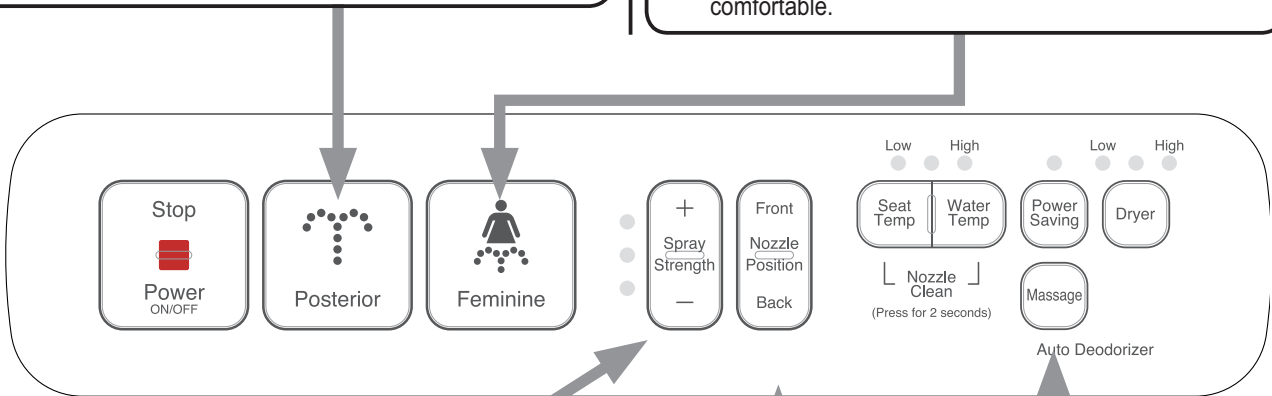 comfortable.
Stop
Power
ON/OFF
Posterior
Feminine
+
Spray
Strength
—
Front
Nozzle
Position
Back
Low High
Seat
Temp
Water
Temp
Nozzle
Clean
(Press for 2 seconds)
Low High
Power
Saving
Dryer
Massage
Auto Deodorizer